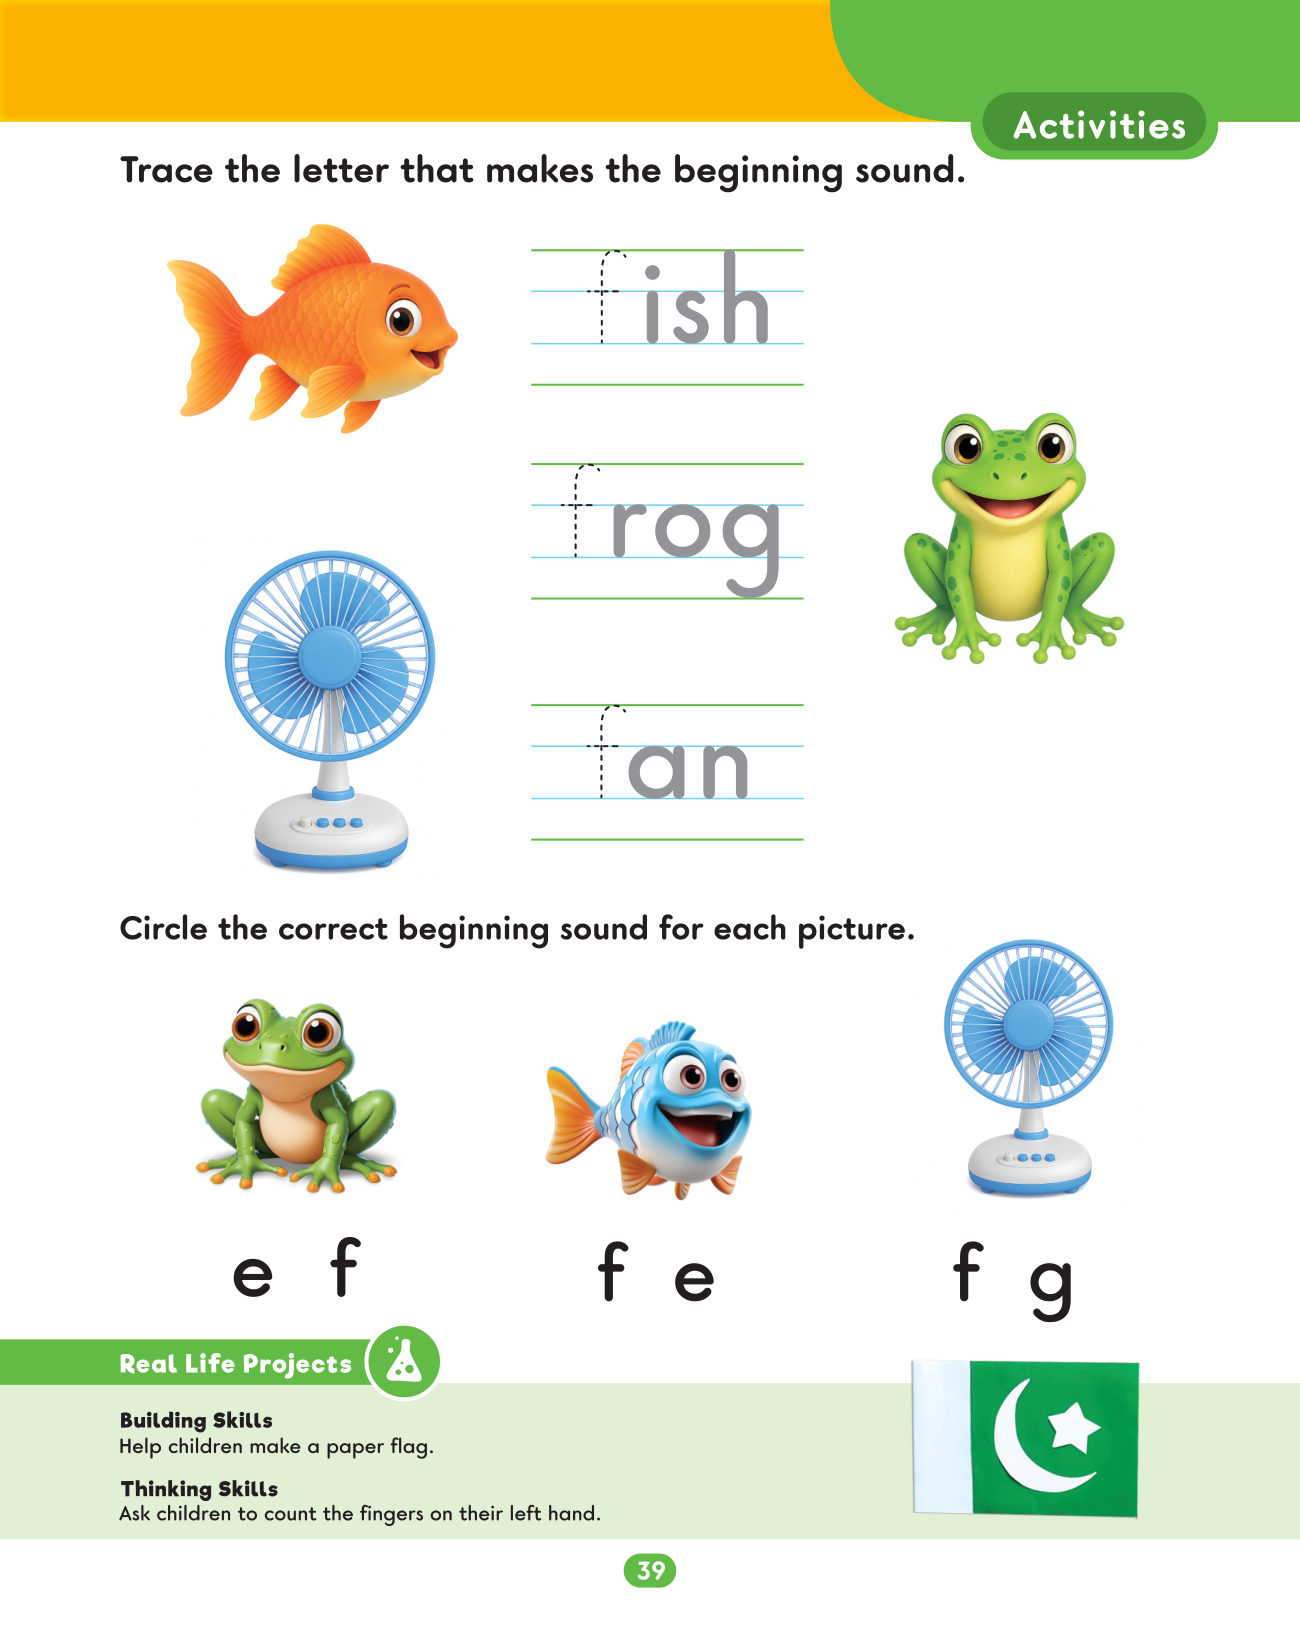 Activities
Trace the letter that makes the beginning sound.
fish
frog
fan
Circle the correct beginning sound for each picture.
e f
f e
f g
Real Life Projects
Building Skills
Help children make a paper flag.
Thinking Skills
Ask children to count the fingers on their left hand.
39